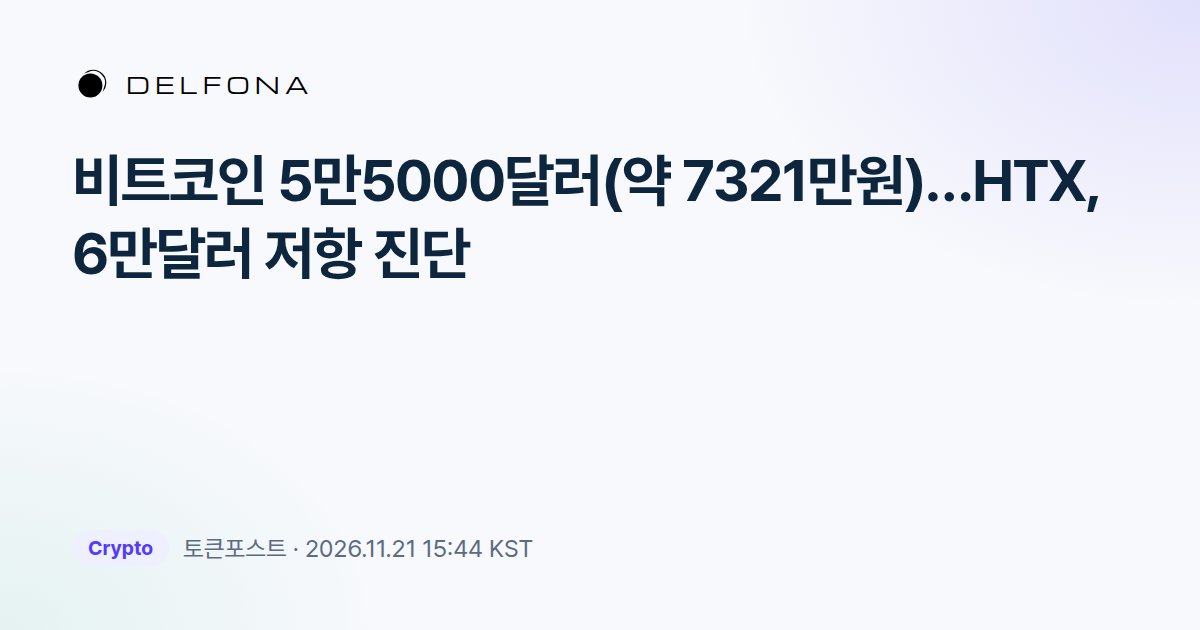 DELFONA
비트코인 5만5000달러(약 7321만원)...HTX,
6만달러 저항 진단
Crypto 토큰포스트 · 2026.11.21 15:44 KST